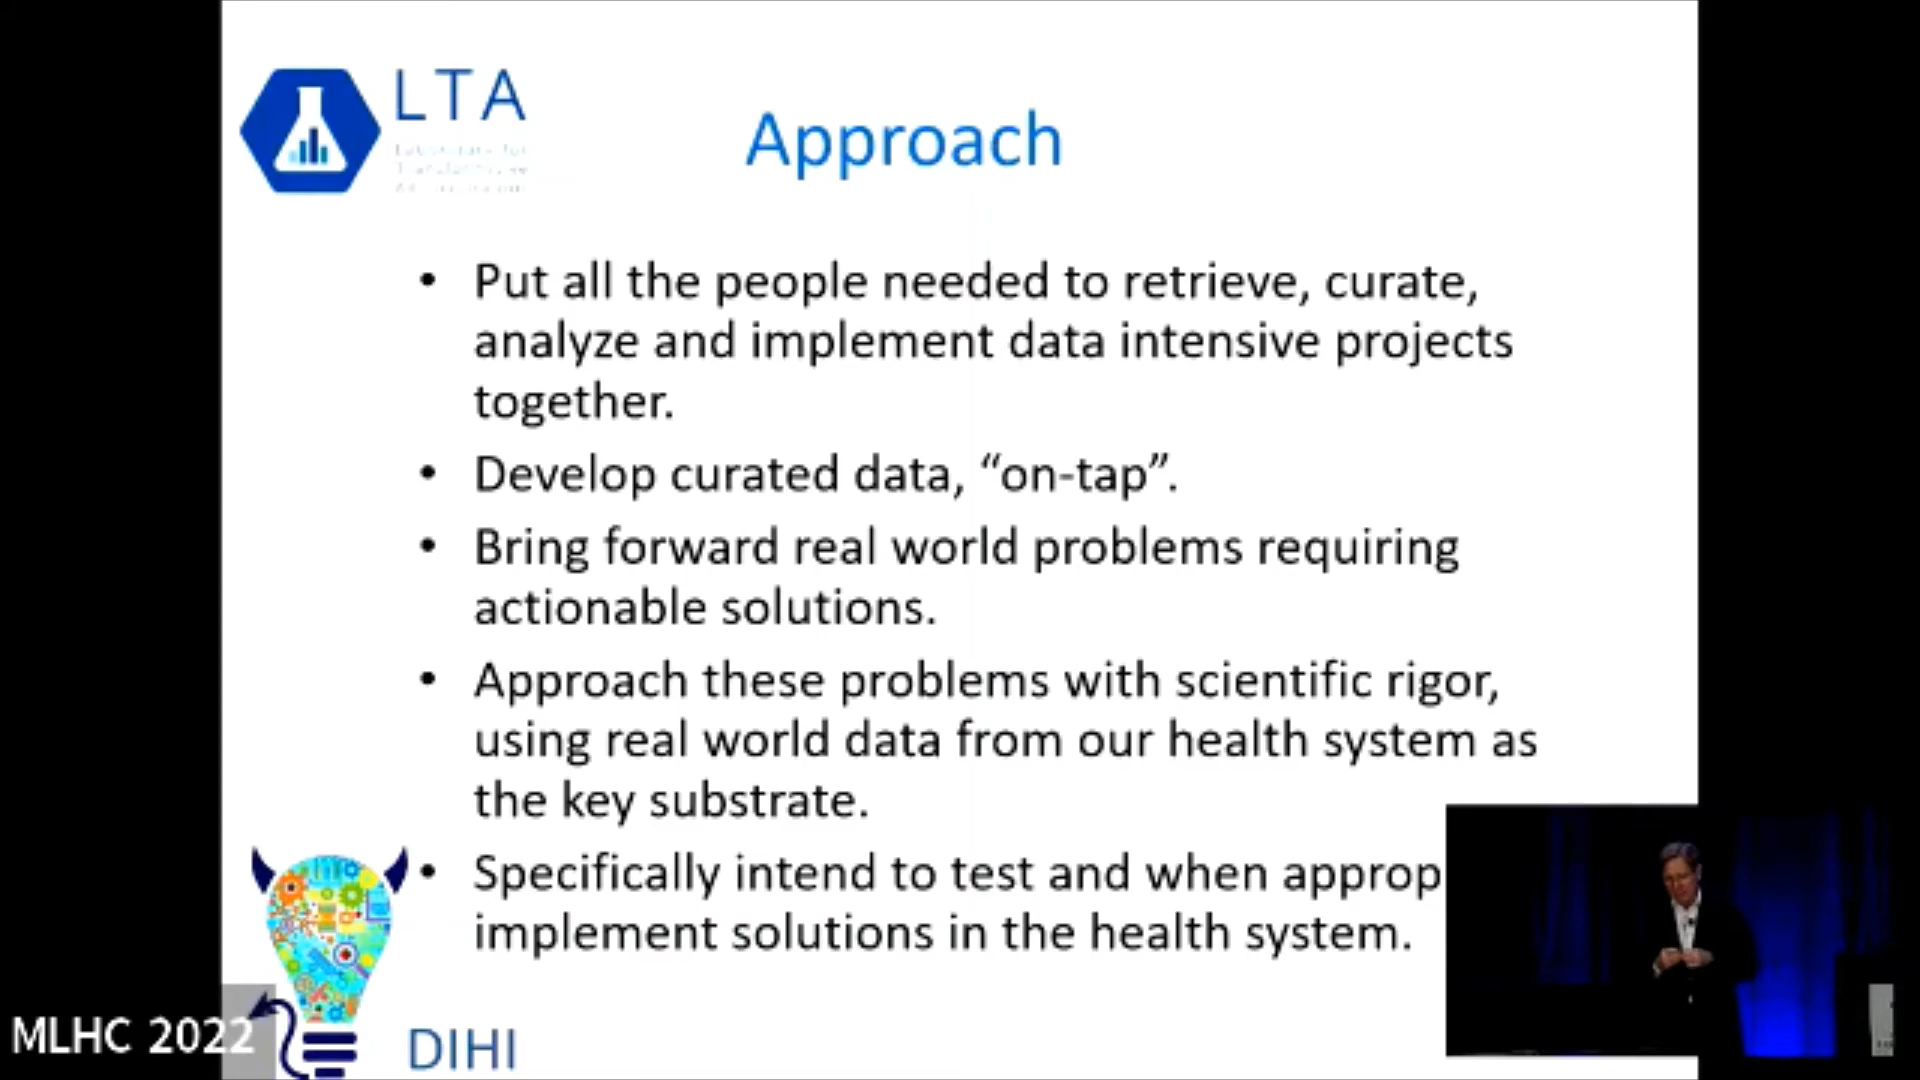 LTA
Approach
• Put all the people needed to retrieve, curate,
analyze and implement data intensive projects
together.
• Develop curated data, “on-tap”.
• Bring forward real world problems requiring
actionable solutions.
• Approach these problems with scientific rigor,
using real world data from our health system as
the key substrate.
• Specifically intend to test and when approp
implement solutions in the health system.
MLHC 2022
DIHI